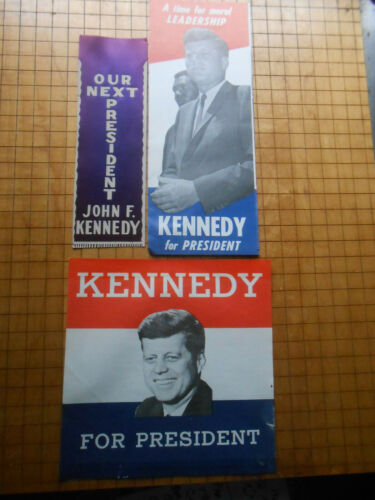 OUR
NEXT
PRESIDENT
JOHN F.
KENNEDY
A time for moral
LEADERSHIP
KENNEDY
for PRESIDENT
KENNEDY
FOR PRESIDENT